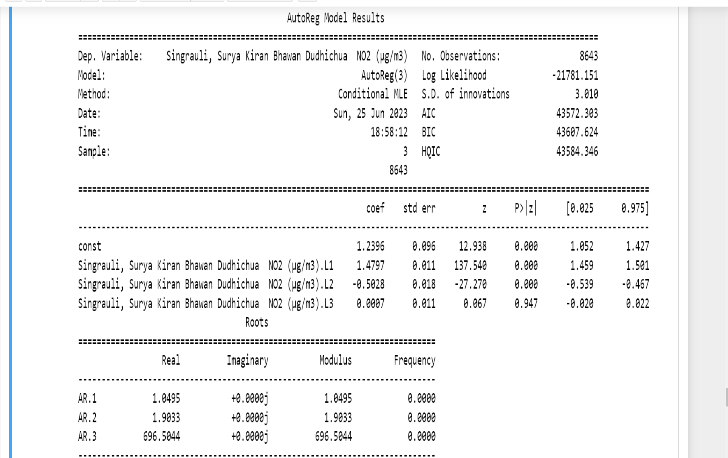 AutoReg Model Results
Dep. Variable: Singrauli, Surya Kiran Bhawan Dudhichua NO2 (µg/m3) No. Observations: 8643
Model: AutoReg(3) Log Likelihood -21781.151
Method: Conditional MLE S.D. of innovations 3.010
Date: Sun, 25 Jun 2023 AIC 43572.303
Time: 18:58:12 BIC 43607.624
Sample: 3 HQIC 43584.346
8643
coef std err z P>|z| [0.025 0.975]
const 1.2396 0.096 12.938 0.000 1.052 1.427
Singrauli, Surya Kiran Bhawan Dudhichua NO2 (µg/m3).L1 1.4797 0.011 137.540 0.000 1.459 1.501
Singrauli, Surya Kiran Bhawan Dudhichua NO2 (µg/m3).L2 -0.5028 0.018 -27.270 0.000 -0.539 -0.467
Singrauli, Surya Kiran Bhawan Dudhichua NO2 (µg/m3).L3 0.0007 0.011 0.067 0.947 -0.020 0.022
Roots
Real Imaginary Modulus Frequency
AR.1 1.0495 +0.0000j 1.0495 0.0000
AR.2 1.9033 +0.0000j 1.9033 0.0000
AR.3 696.5044 +0.0000j 696.5044 0.0000